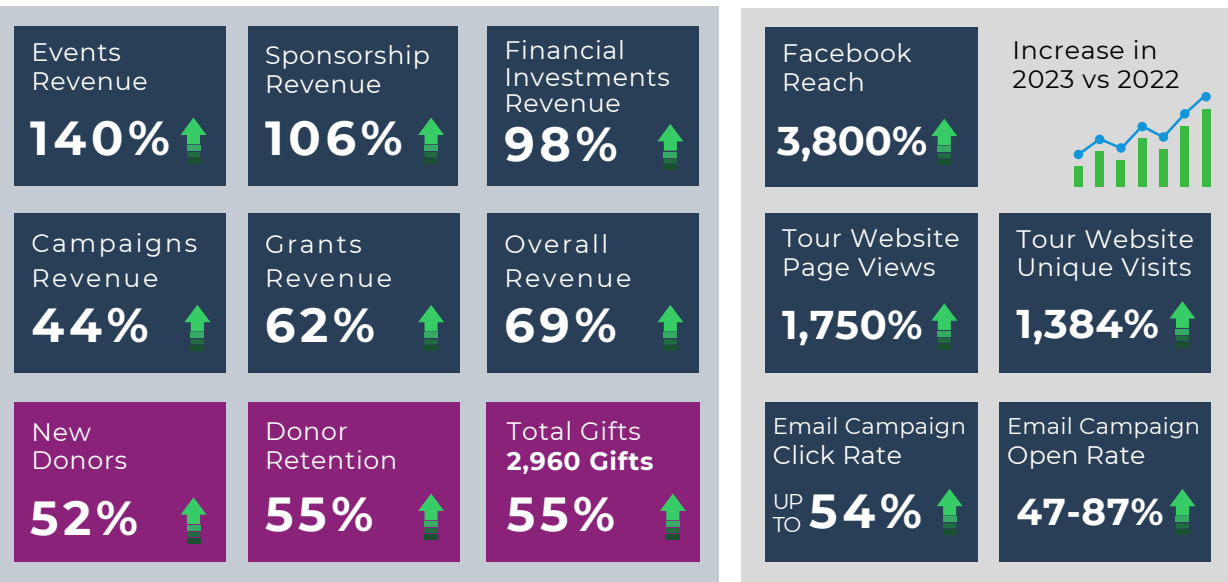 Events
Revenue
140%
Sponsorship
Revenue
106%
Financial
Investments
Revenue
98%
Campaigns
Revenue
44%
Grants
Revenue
62%
Overall
Revenue
69%
New
Donors
52%
Donor
Retention
55%
Total Gifts
2,960 Gifts
55%
Facebook
Reach
3,800%
Increase in
2023 vs 2022
Tour Website
Page Views
1,750%
Tour Website
Unique Visits
1,384%
Email Campaign
Click Rate
UP
TO 54%
Email Campaign
Open Rate
47-87%